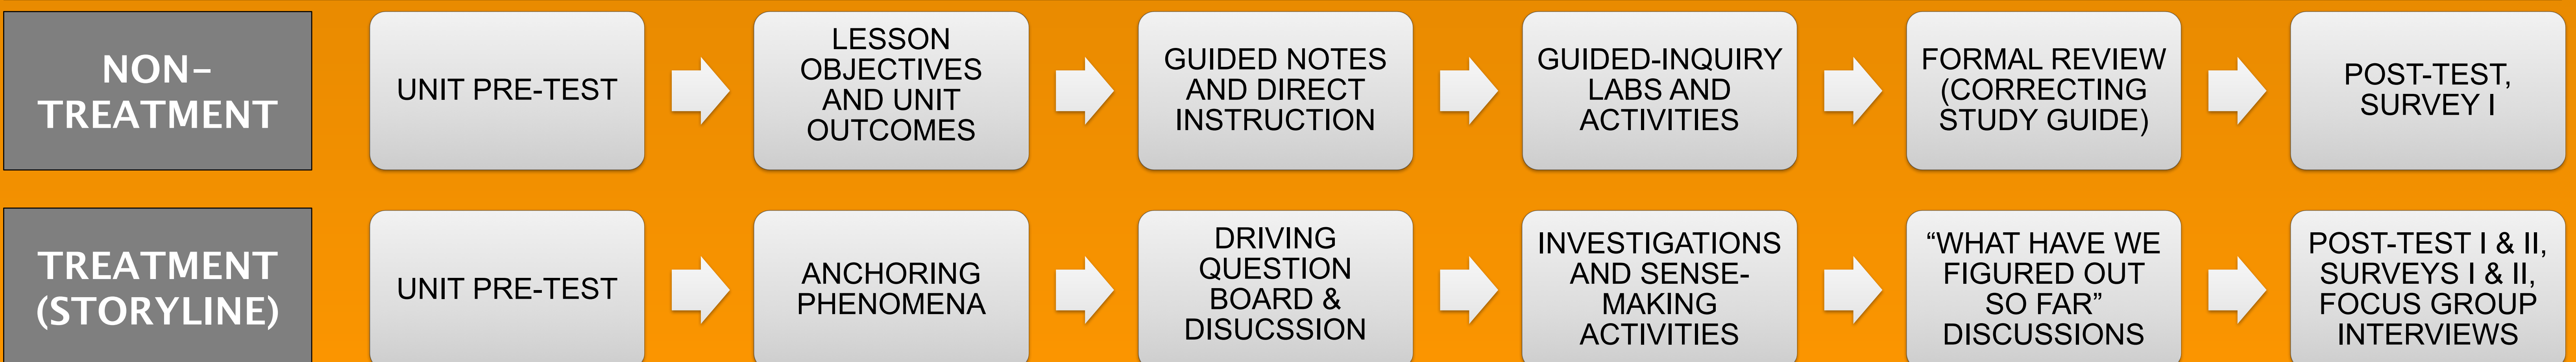 NON-
TREATMENT
UNIT PRE-TEST
LESSON
OBJECTIVES
AND UNIT
OUTCOMES
GUIDED NOTES
AND DIRECT
INSTRUCTION
GUIDED-INQUIRY
LABS AND
ACTIVITIES
FORMAL REVIEW
(CORRECTING
STUDY GUIDE)
POST-TEST,
SURVEY I
TREATMENT
(STORYLINE)
UNIT PRE-TEST
ANCHORING
PHENOMENA
DRIVING
QUESTION
BOARD &
DISUCSSION
INVESTIGATIONS
AND SENSE-
MAKING
ACTIVITIES
“WHAT HAVE WE
FIGURED OUT
SO FAR”
DISCUSSIONS
POST-TEST I & II,
SURVEYS I & II,
FOCUS GROUP
INTERVIEWS